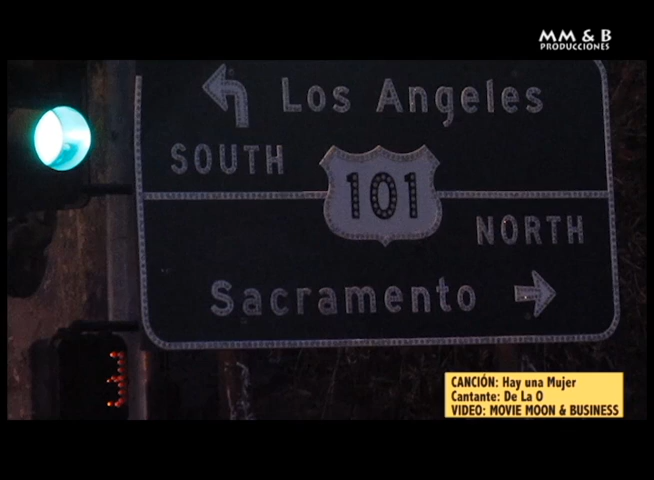 MM & B
PRODUCCIONES
Los Angeles
SOUTH
101
NORTH
Sacramento
CANCIÓN: Hay una Mujer
Cantante: De La O
VIDEO: MOVIE MOON & BUSINESS